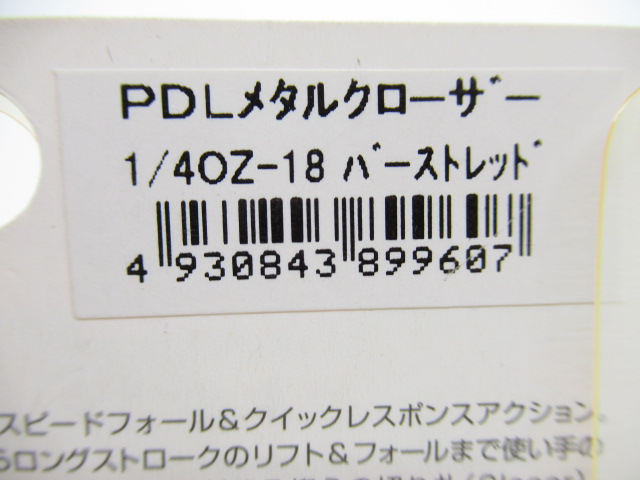 PDLメタルクローザー
1/4OZ-18 バーストレッド
4 930843 899607
スピードフォール&クイックレスポンスアクション。
らロングストロークのリフト&フォールまで使い手の